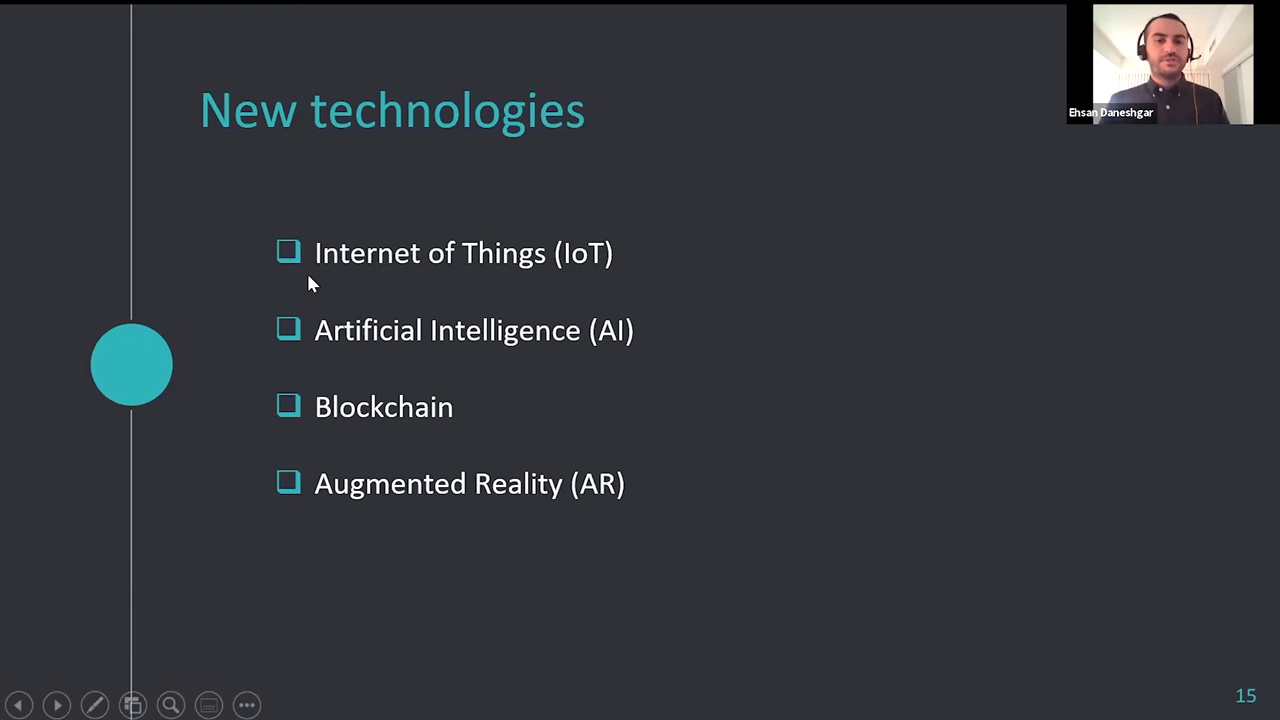 New technologies
Ehsan Daneshgar
Internet of Things (IoT)
Artificial Intelligence (AI)
Blockchain
Augmented Reality (AR)
15